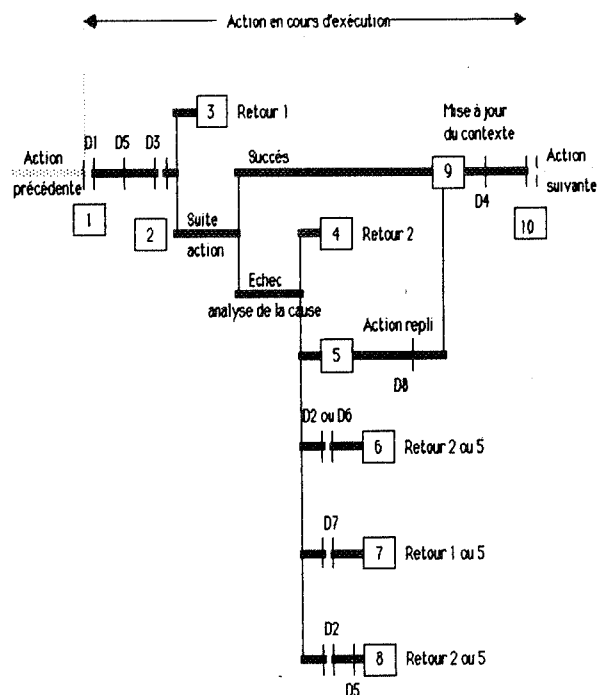 Action en cours d'exécution
3 Retour 1
Mise à jour
du contexte
D1 D5 D3
Action
précédente
Succès
9
Action
suivante
D4
1
2
Suite
action
4 Retour 2
10
Echec
analyse de la cause
Action repli
5
D8
D2 ou D6
6 Retour 2 ou 5
D7
7 Retour 1 ou 5
D2
8 Retour 2 ou 5
D5